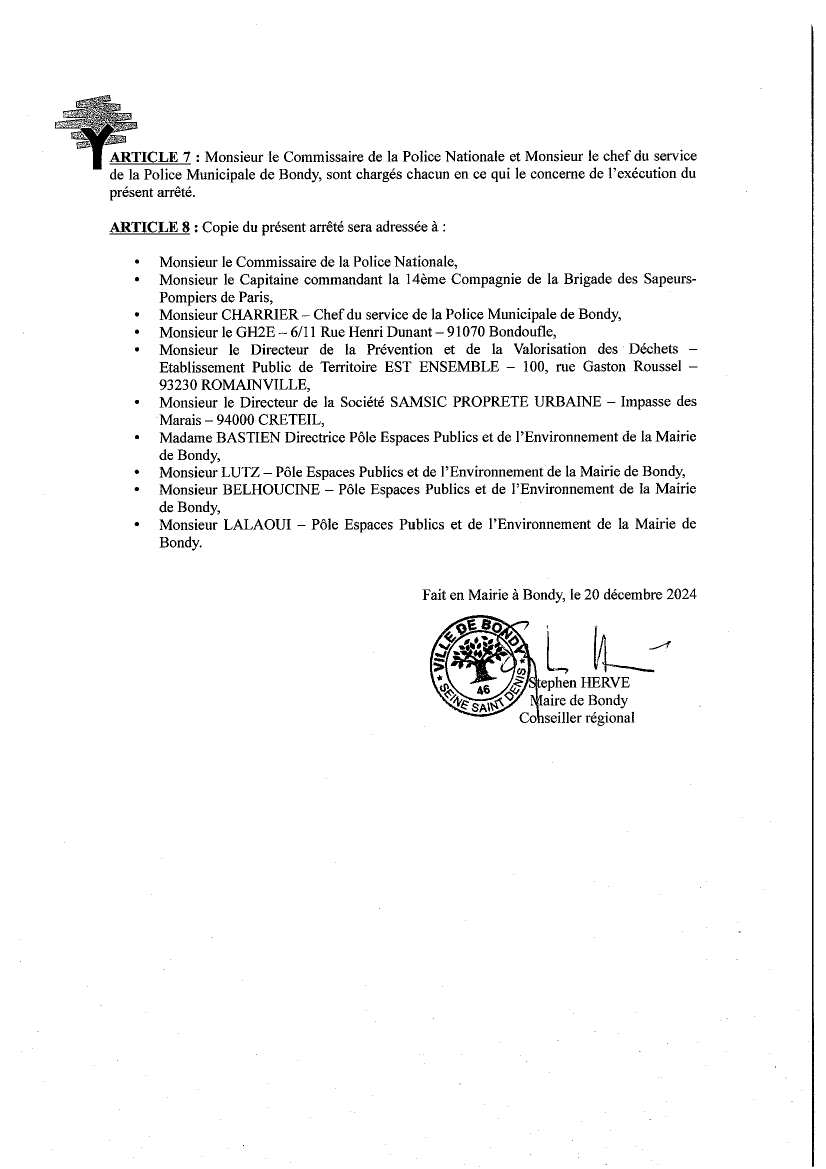 ARTICLE 7 : Monsieur le Commissaire de la Police Nationale et Monsieur le chef du service
de la Police Municipale de Bondy, sont chargés chacun en ce qui le concerne de l'exécution du
présent arrêté.
ARTICLE 8 : Copie du présent arrêté sera adressée à :
• Monsieur le Commissaire de la Police Nationale,
• Monsieur le Capitaine commandant la 14ème Compagnie de la Brigade des Sapeurs-
Pompiers de Paris,
• Monsieur CHARRIER – Chef du service de la Police Municipale de Bondy,
• Monsieur le GH2E – 6/11 Rue Henri Dunant – 91070 Bondoufle,
• Monsieur le Directeur de la Prévention et de la Valorisation des Déchets –
Etablissement Public de Territoire EST ENSEMBLE – 100, rue Gaston Roussel –
93230 ROMAINVILLE,
• Monsieur le Directeur de la Société SAMSIC PROPRETE URBAINE – Impasse des
Marais – 94000 CRETEIL,
• Madame BASTIEN Directrice Pôle Espaces Publics et de l'Environnement de la Mairie
de Bondy,
• Monsieur LUTZ – Pôle Espaces Publics et de l'Environnement de la Mairie de Bondy,
• Monsieur BELHOUCINE – Pôle Espaces Publics et de l'Environnement de la Mairie
de Bondy,
• Monsieur LALAOUI – Pôle Espaces Publics et de l'Environnement de la Mairie de
Bondy.
Fait en Mairie à Bondy, le 20 décembre 2024
★ VILLE DE BONDY ★
46
SEINE SAINT DENIS
Stephen HERVE
Maire de Bondy
Conseiller régional